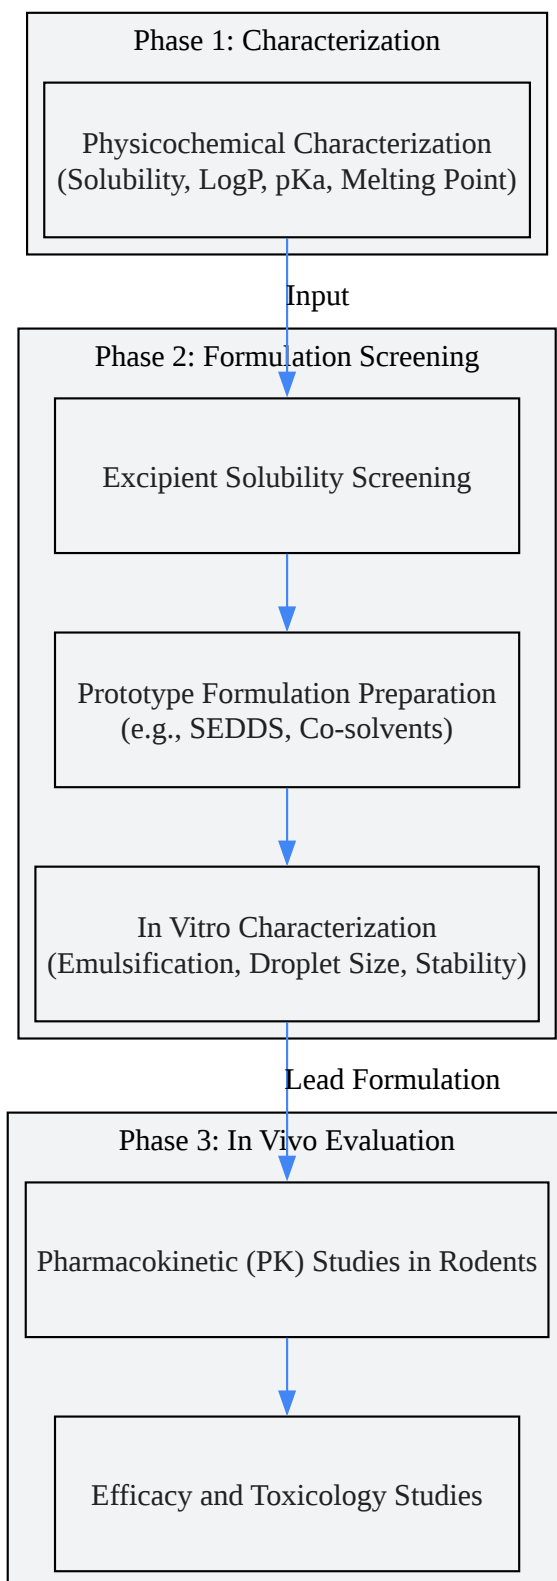 Phase 1: Characterization
Physicochemical Characterization
(Solubility, LogP, pKa, Melting Point)
Input
Phase 2: Formulation Screening
Excipient Solubility Screening
Prototype Formulation Preparation
(e.g., SEDDS, Co-solvents)
In Vitro Characterization
(Emulsification, Droplet Size, Stability)
Lead Formulation
Phase 3: In Vivo Evaluation
Pharmacokinetic (PK) Studies in Rodents
Efficacy and Toxicology Studies